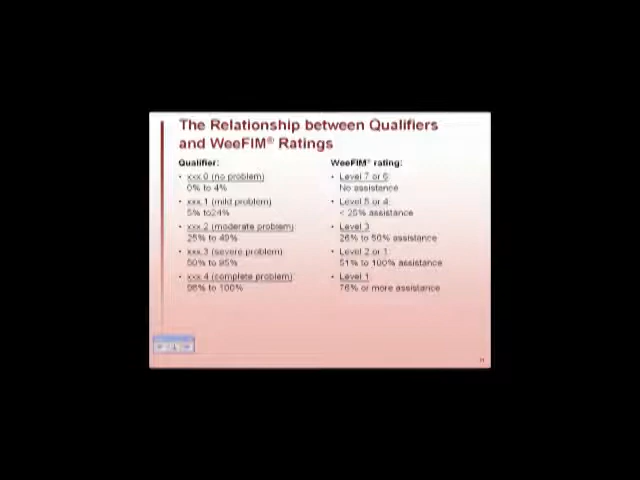 The Relationship between Qualifiers
and WeeFIM® Ratings
Qualifier:
• xxx.0 (no problem)
0% to 4%
• xxx.1 (mild problem)
5% to24%
• xxx.2 (moderate problem)
25% to 49%
• xxx.3 (severe problem)
50% to 95%
• xxx.4 (complete problem)
96% to 100%
WeeFIM® rating:
• Level 7 or 6:
No assistance
• Level 5 or 4:
< 25% assistance
• Level 3
26% to 50% assistance
• Level 2 or 1:
51% to 100% assistance
• Level 1
76% or more assistance